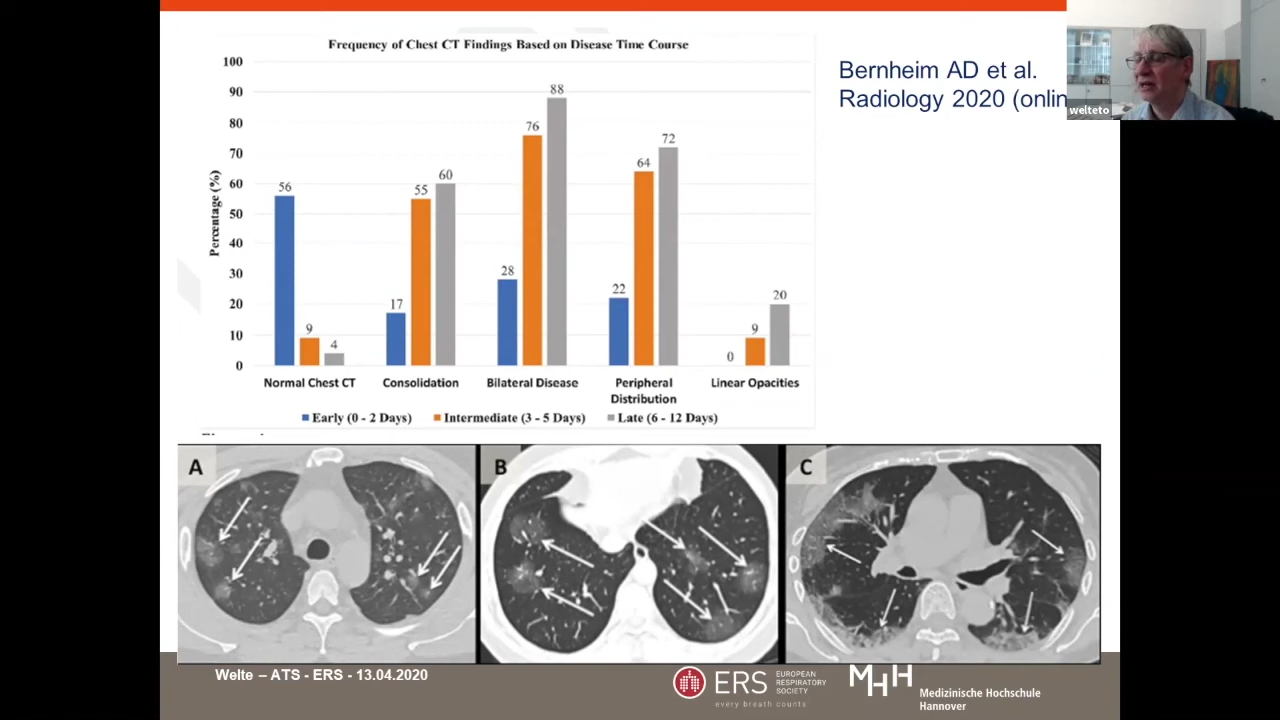 Frequency of Chest CT Findings Based on Disease Time Course
Percentage (%)
100
90
80
70
60
50
40
30
20
10
0
56
9
4
17
55
60
28
76
88
22
64
72
0
9
20
Normal Chest CT
Consolidation
Bilateral Disease
Peripheral
Distribution
Linear Opacities
Early (0 - 2 Days)
Intermediate (3 - 5 Days)
Late (6 - 12 Days)
Bernheim AD et al.
Radiology 2020 (onlin
welteto
A
B
C
Welte – ATS - ERS - 13.04.2020
ERS
EUROPEAN
RESPIRATORY
SOCIETY
every breath counts
MHH
Medizinische Hochschule
Hannover